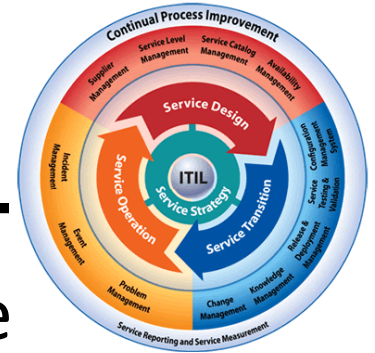 Continual Process Improvement
Supplier
Management
Service Level
Management
Service Catalog
Management
Availability
Management
System
Configuration
Management
Service
Testing &
Validation
Release &
Deployment
Management
Knowledge
Management
Change
Management
Problem
Management
Event
Management
Incident
Management
Service Design
Service Transition
Service Operation
Service Strategy
ITIL
Service Reporting and Service Measurement
e